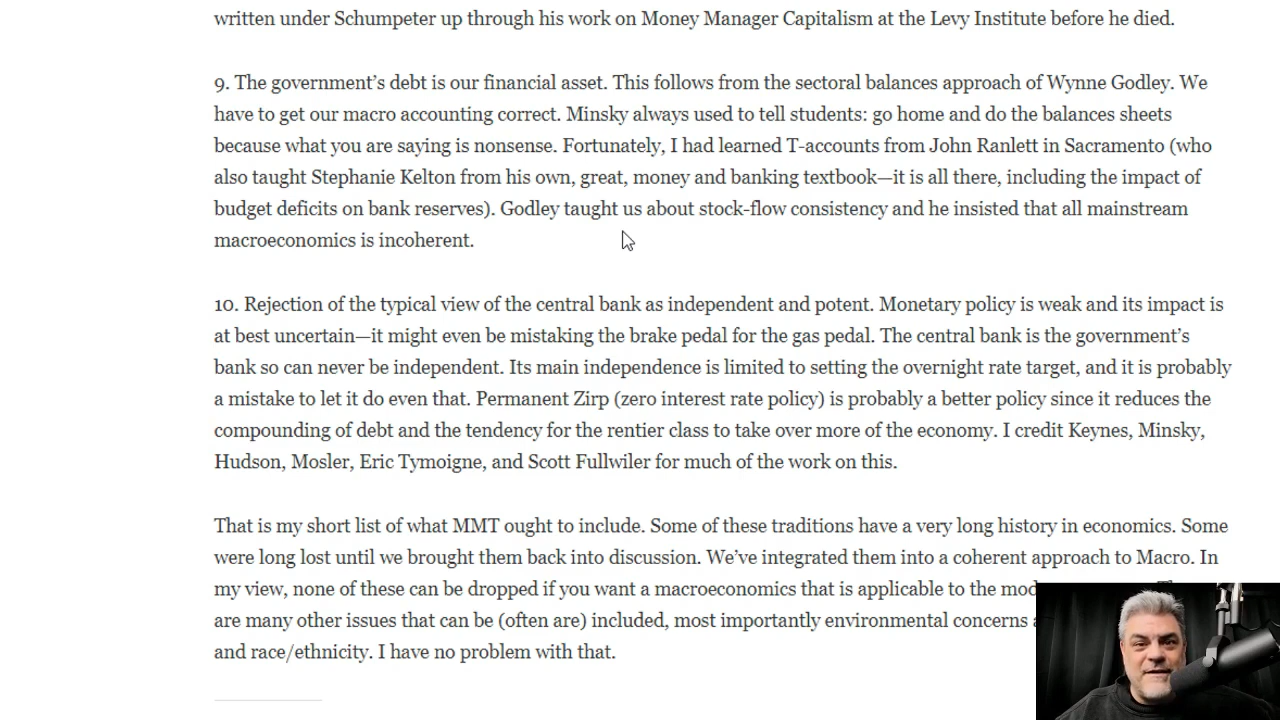 written under Schumpeter up through his work on Money Manager Capitalism at the Levy Institute before he died.
9. The government's debt is our financial asset. This follows from the sectoral balances approach of Wynne Godley. We
have to get our macro accounting correct. Minsky always used to tell students: go home and do the balances sheets
because what you are saying is nonsense. Fortunately, I had learned T-accounts from John Ranlett in Sacramento (who
also taught Stephanie Kelton from his own, great, money and banking textbook—it is all there, including the impact of
budget deficits on bank reserves). Godley taught us about stock-flow consistency and he insisted that all mainstream
macroeconomics is incoherent.
10. Rejection of the typical view of the central bank as independent and potent. Monetary policy is weak and its impact is
at best uncertain—it might even be mistaking the brake pedal for the gas pedal. The central bank is the government's
bank so can never be independent. Its main independence is limited to setting the overnight rate target, and it is probably
a mistake to let it do even that. Permanent Zirp (zero interest rate policy) is probably a better policy since it reduces the
compounding of debt and the tendency for the rentier class to take over more of the economy. I credit Keynes, Minsky,
Hudson, Mosler, Eric Tymoigne, and Scott Fullwiler for much of the work on this.
That is my short list of what MMT ought to include. Some of these traditions have a very long history in economics. Some
were long lost until we brought them back into discussion. We've integrated them into a coherent approach to Macro. In
my view, none of these can be dropped if you want a macroeconomics that is applicable to the
are many other issues that can be (often are) included, most importantly environmental concerns
and race/ethnicity. I have no problem with that.